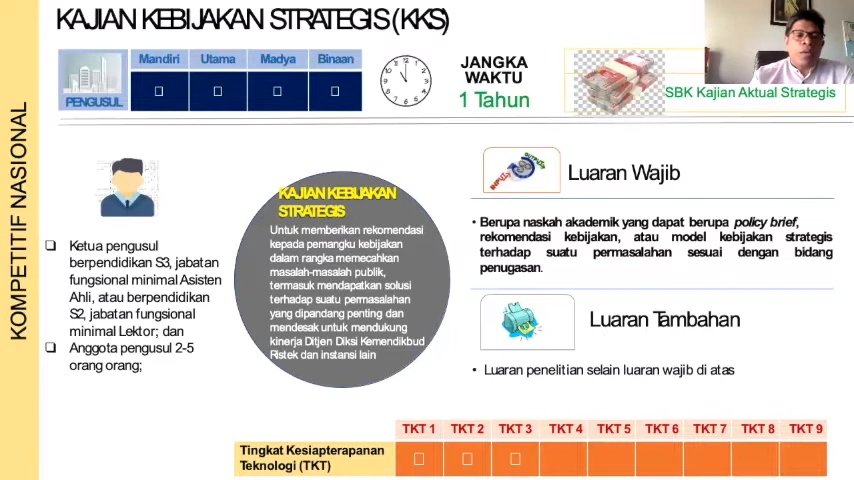 KAJIAN KEBIJAKAN STRATEGIS (KKS)
KOMPETITIF NASIONAL
PENGUSUL
Mandiri Utama Madya Binaan
JANGKA
WAKTU
1 Tahun
SBK Kajian Aktual Strategis
Ketua pengusul
berpendidikan S3, jabatan
fungsional minimal Asisten
Ahli, atau berpendidikan
S2, jabatan fungsional
minimal Lektor; dan
Anggota pengusul 2-5
orang orang;
KAJIAN KEBIJAKAN
STRATEGIS
Untuk memberikan rekomendasi
kepada pemangku kebijakan
dalam rangka memecahkan
masalah-masalah publik,
termasuk mendapatkan solusi
terhadap suatu permasalahan
yang dipandang penting dan
mendesak untuk mendukung
kinerja Ditjen Diksi Kemendikbud
Ristek dan instansi lain
Luaran Wajib
• Berupa naskah akademik yang dapat berupa policy brief,
rekomendasi kebijakan, atau model kebijakan strategis
terhadap suatu permasalahan sesuai dengan bidang
penugasan.
Luaran Tambahan
• Luaran penelitian selain luaran wajib di atas
TKT 1 TKT 2 TKT 3 TKT 4 TKT 5 TKT 6 TKT 7 TKT 8 TKT 9
Tingkat Kesiapterapanan
Teknologi (TKT)